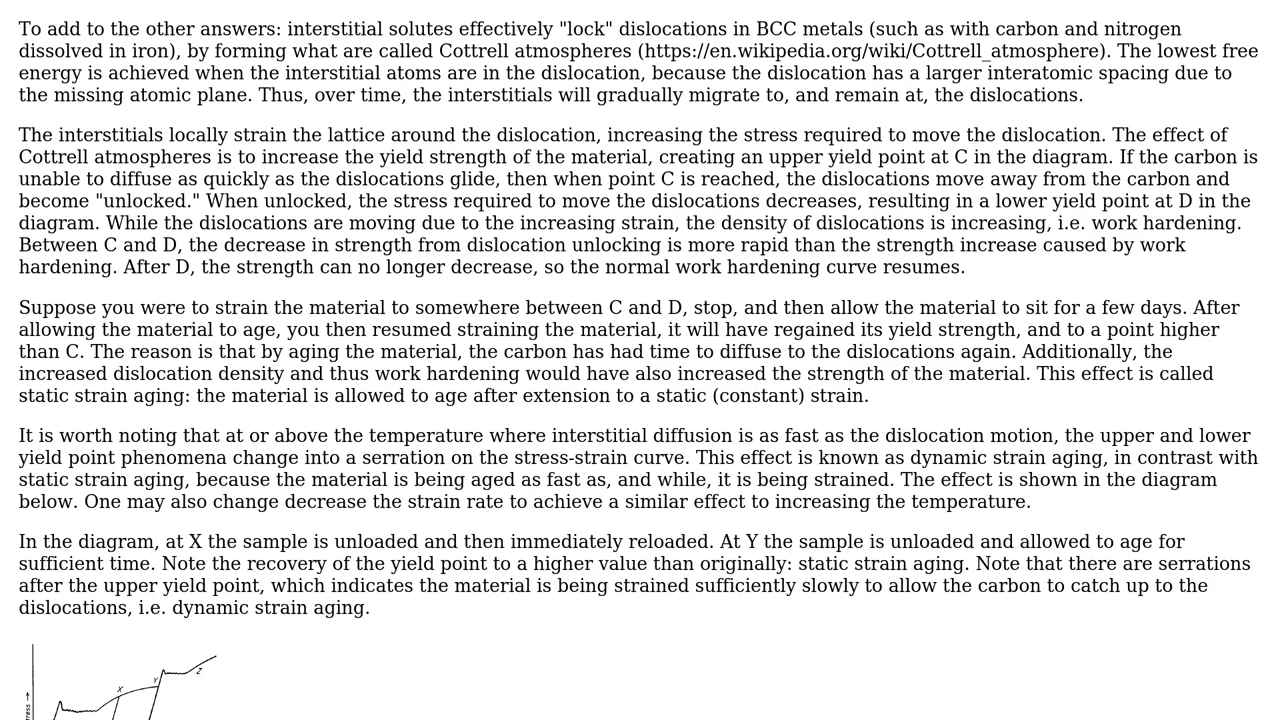 To add to the other answers: interstitial solutes effectively "lock" dislocations in BCC metals (such as with carbon and nitrogen
dissolved in iron), by forming what are called Cottrell atmospheres (https://en.wikipedia.org/wiki/Cottrell_atmosphere). The lowest free
energy is achieved when the interstitial atoms are in the dislocation, because the dislocation has a larger interatomic spacing due to
the missing atomic plane. Thus, over time, the interstitials will gradually migrate to, and remain at, the dislocations.
The interstitials locally strain the lattice around the dislocation, increasing the stress required to move the dislocation. The effect of
Cottrell atmospheres is to increase the yield strength of the material, creating an upper yield point at C in the diagram. If the carbon is
unable to diffuse as quickly as the dislocations glide, then when point C is reached, the dislocations move away from the carbon and
become "unlocked." When unlocked, the stress required to move the dislocations decreases, resulting in a lower yield point at D in the
diagram. While the dislocations are moving due to the increasing strain, the density of dislocations is increasing, i.e. work hardening.
Between C and D, the decrease in strength from dislocation unlocking is more rapid than the strength increase caused by work
hardening. After D, the strength can no longer decrease, so the normal work hardening curve resumes.
Suppose you were to strain the material to somewhere between C and D, stop, and then allow the material to sit for a few days. After
allowing the material to age, you then resumed straining the material, it will have regained its yield strength, and to a point higher
than C. The reason is that by aging the material, the carbon has had time to diffuse to the dislocations again. Additionally, the
increased dislocation density and thus work hardening would have also increased the strength of the material. This effect is called
static strain aging: the material is allowed to age after extension to a static (constant) strain.
It is worth noting that at or above the temperature where interstitial diffusion is as fast as the dislocation motion, the upper and lower
yield point phenomena change into a serration on the stress-strain curve. This effect is known as dynamic strain aging, in contrast with
static strain aging, because the material is being aged as fast as, and while, it is being strained. The effect is shown in the diagram
below. One may also change decrease the strain rate to achieve a similar effect to increasing the temperature.
In the diagram, at X the sample is unloaded and then immediately reloaded. At Y the sample is unloaded and allowed to age for
sufficient time. Note the recovery of the yield point to a higher value than originally: static strain aging. Note that there are serrations
after the upper yield point, which indicates the material is being strained sufficiently slowly to allow the carbon to catch up to the
dislocations, i.e. dynamic strain aging.
X
Y
Z